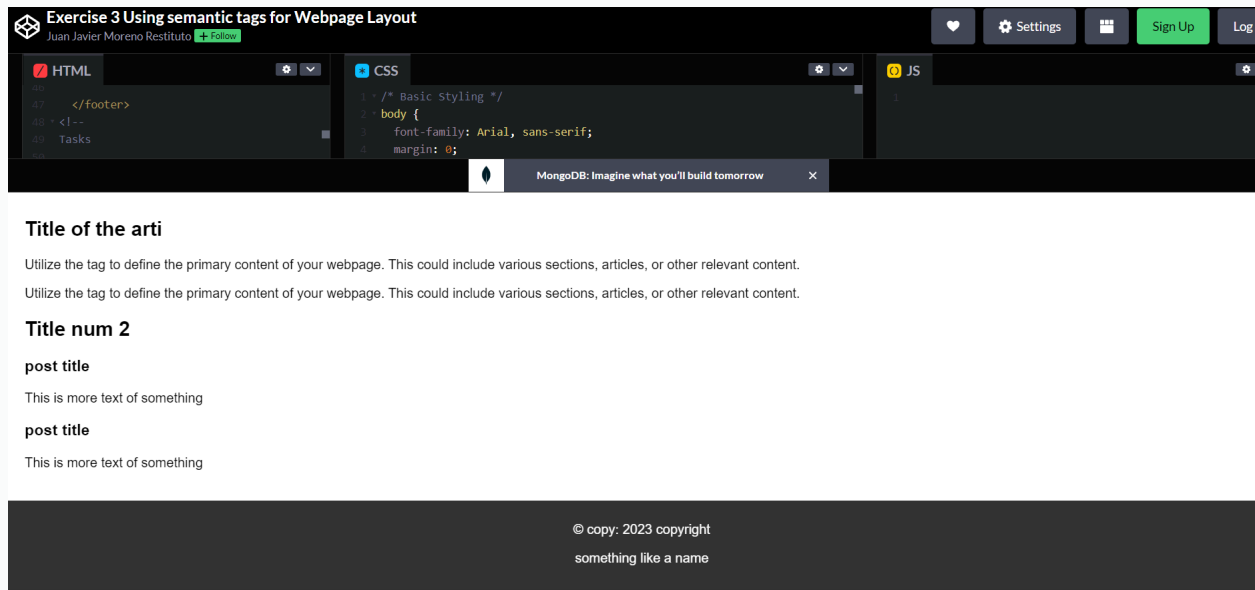 Exercise 3 Using semantic tags for Webpage Layout
Juan Javier Moreno Restituto + Follow
Settings
Sign Up
Log
HTML
46
47 </footer>
48 <!--
49 Tasks
50
CSS
1 /* Basic Styling */
2 body {
3 font-family: Arial, sans-serif;
4 margin: 0;
JS
1
MongoDB: Imagine what you'll build tomorrow ×
Title of the arti
Utilize the tag to define the primary content of your webpage. This could include various sections, articles, or other relevant content.
Utilize the tag to define the primary content of your webpage. This could include various sections, articles, or other relevant content.
Title num 2
post title
This is more text of something
post title
This is more text of something
© copy: 2023 copyright
something like a name